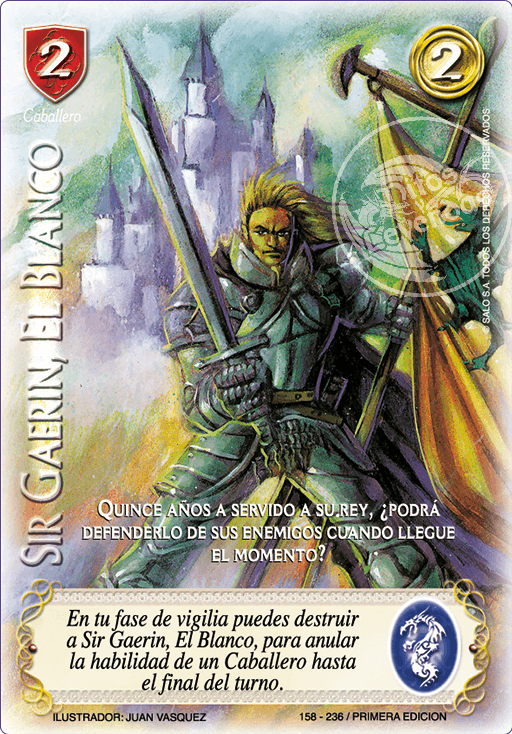 2
2
Caballero
SIR GAERIN, EL BLANCO
Mitos y Leyendas
SALO S.A. TODOS LOS DERECHOS RESERVADOS
QUINCE AÑOS A SERVIDO A SU REY, ¿PODRÁ
DEFENDERLO DE SUS ENEMIGOS CUANDO LLEGUE
EL MOMENTO?
En tu fase de vigilia puedes destruir
a Sir Gaerin, El Blanco, para anular
la habilidad de un Caballero hasta
el final del turno.
ILUSTRADOR: JUAN VASQUEZ
158 - 236 / PRIMERA EDICION